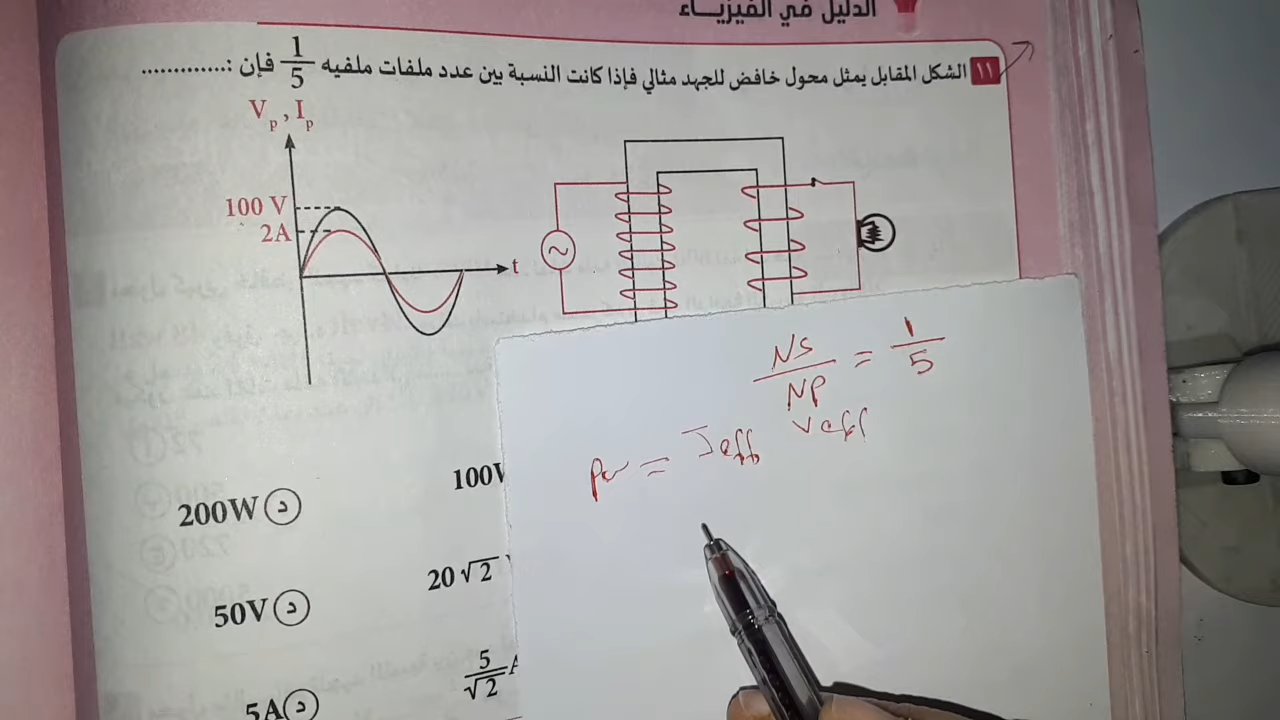 الدليل في الفيزياء
١١ الشكل المقابل يمثل محول خافض للجهد مثالي فإذا كانت النسبة بين عدد ملفات ملفيه 1/5 فإن :.............
Vp , Ip
100 V
2A
t
~
Ns/Np = 1/5
Pw = Ieff Veff
100V
د 200W
20√2
د 50V
5/√2 A
د 5A